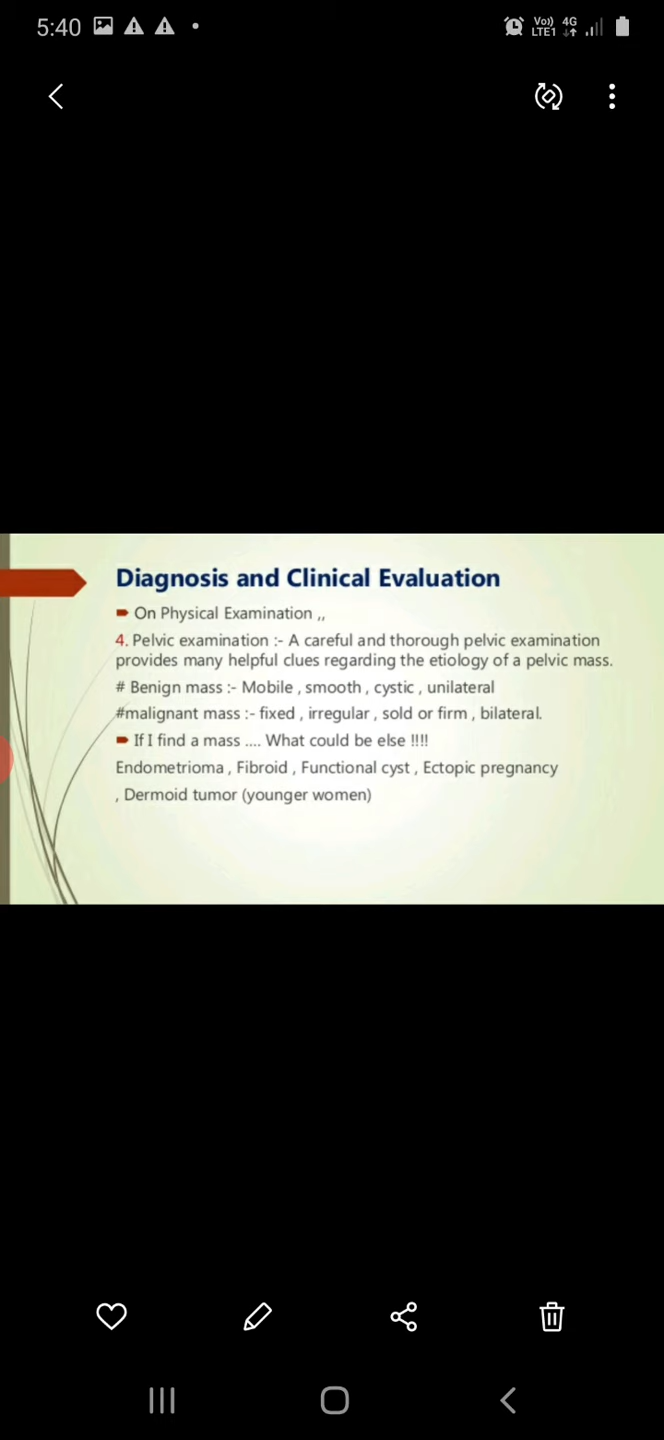 5:40
Vo)) 4G
LTE1
Diagnosis and Clinical Evaluation
On Physical Examination ,,
4. Pelvic examination :- A careful and thorough pelvic examination
provides many helpful clues regarding the etiology of a pelvic mass.
# Benign mass :- Mobile , smooth , cystic , unilateral
#malignant mass :- fixed , irregular , sold or firm , bilateral.
If I find a mass .... What could be else !!!!
Endometrioma , Fibroid , Functional cyst , Ectopic pregnancy
, Dermoid tumor (younger women)